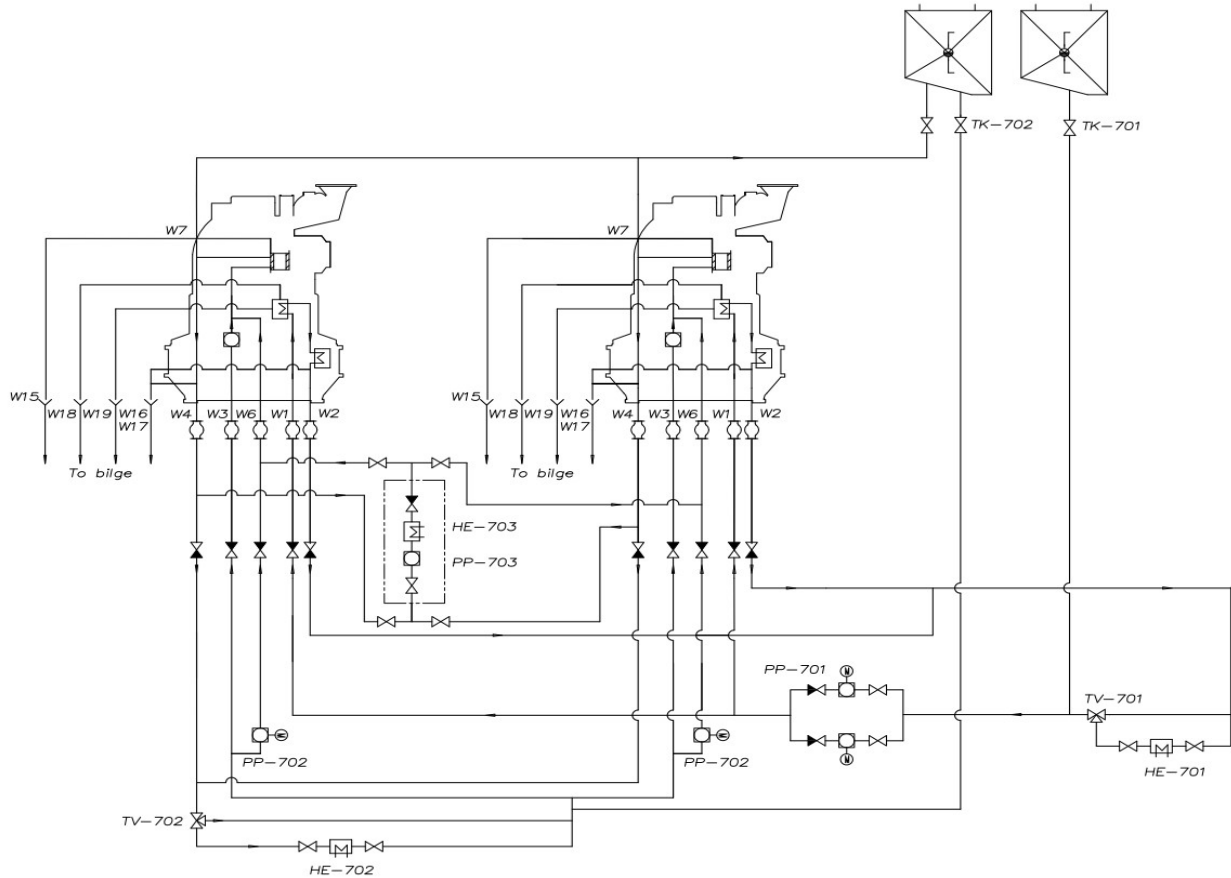 TK-702
TK-701
W7
W7
W15
W18
W19
W16
W17
W4
W3
W6
W1
W2
W15
W18
W19
W16
W17
W4
W3
W6
W1
W2
To bilge
To bilge
HE-703
PP-703
PP-701
M
TV-701
M
M
PP-702
PP-702
M
HE-701
TV-702
HE-702